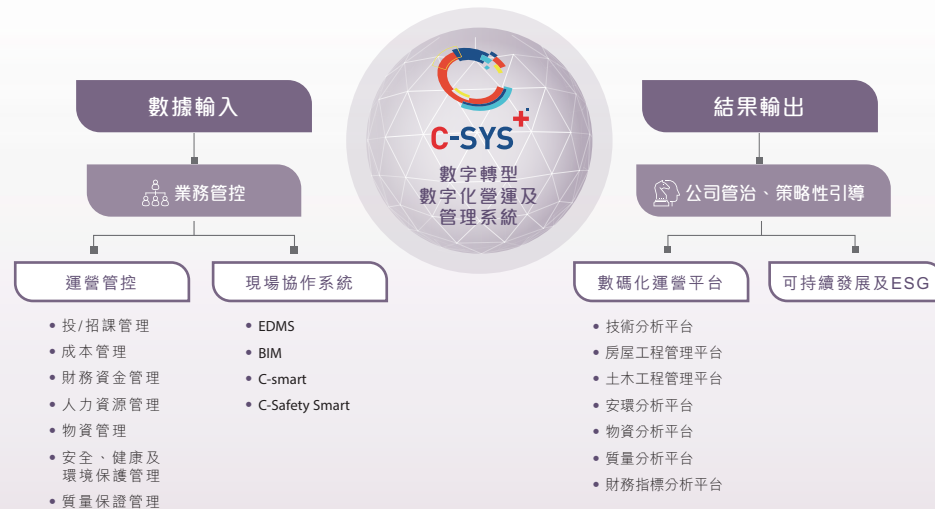 數據輸入
業務管控
運營管控
• 投/招課管理
• 成本管理
• 財務資金管理
• 人力資源管理
• 物資管理
• 安全、健康及
環境保護管理
• 質量保證管理
現場協作系統
• EDMS
• BIM
• C-smart
• C-Safety Smart
C-SYS+
數字轉型
數字化營運及
管理系統
結果輸出
公司管治、策略性引導
數碼化運營平台
• 技術分析平台
• 房屋工程管理平台
• 土木工程管理平台
• 安環分析平台
• 物資分析平台
• 質量分析平台
• 財務指標分析平台
可持續發展及ESG